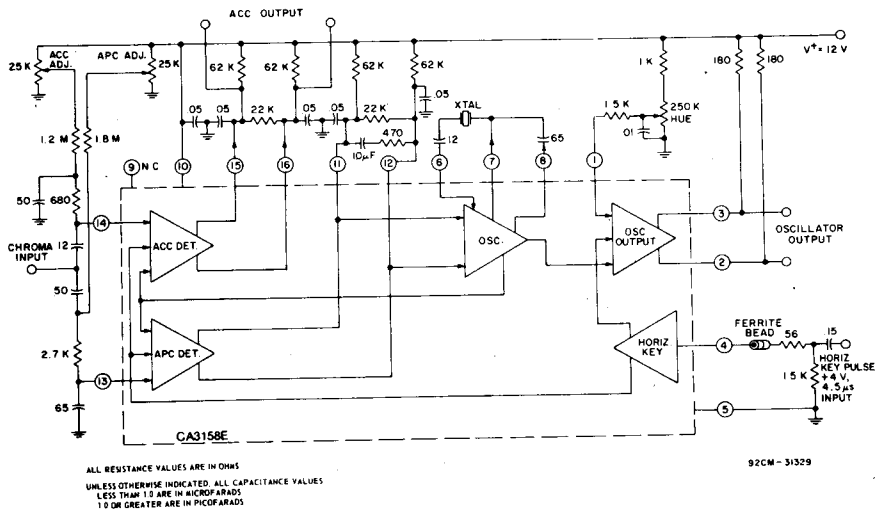 ACC OUTPUT
V+ = 12 V
25 K
ACC
ADJ.
APC ADJ.
25 K
62 K
62 K
62 K
62 K
1 K
180
180
.05
.05
22 K
.05
.05
22 K
.05
XTAL
1.5 K
250 K
HUE
.01
1.2 M
1.8 M
10µF
470
12
65
9 N C
10
15
16
11
12
6
7
8
1
50
680
14
CHROMA
INPUT
12
50
2.7 K
13
65
ACC DET.
APC DET.
OSC.
OSC
OUTPUT
3
2
OSCILLATOR
OUTPUT
HORIZ
KEY
4
FERRITE
BEAD
56
.15
1.5 K
HORIZ
KEY PULSE
+4 V,
4.5µs
INPUT
5
CA3158E
ALL RESISTANCE VALUES ARE IN OHMS
UNLESS OTHERWISE INDICATED, ALL CAPACITANCE VALUES
LESS THAN 1.0 ARE IN MICROFARADS
1.0 OR GREATER ARE IN PICOFARADS
92CM-31329